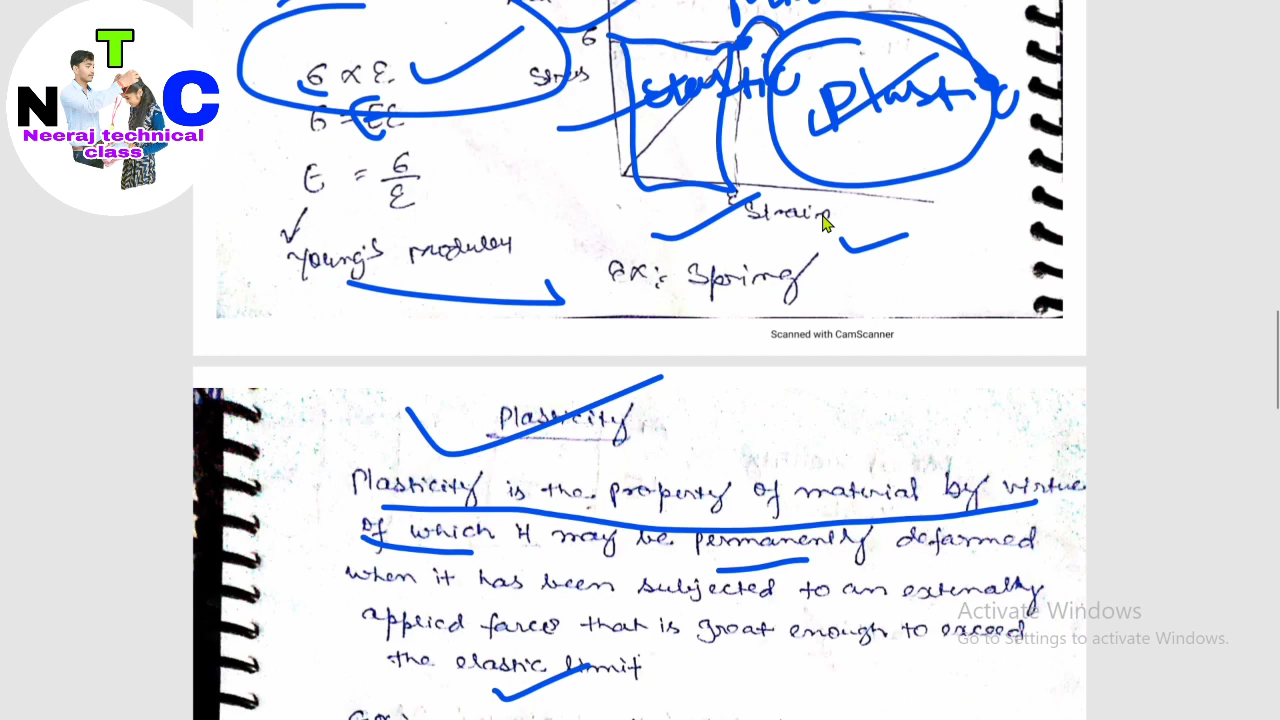 T
N C
Neeraj technical
class
σ ∝ ε
σ = Eε
E = σ/ε
Young's modulus
σ
Stress
Elastic
Plastic
ε
Strain
ex: Spring
Scanned with CamScanner
Plasticity
Plasticity is the property of material by virtue
of which it may be permanently deformed
when it has been subjected to an externally
applied forces that is great enough to exceed
the elastic limit
Activate Windows
Go to Settings to activate Windows.